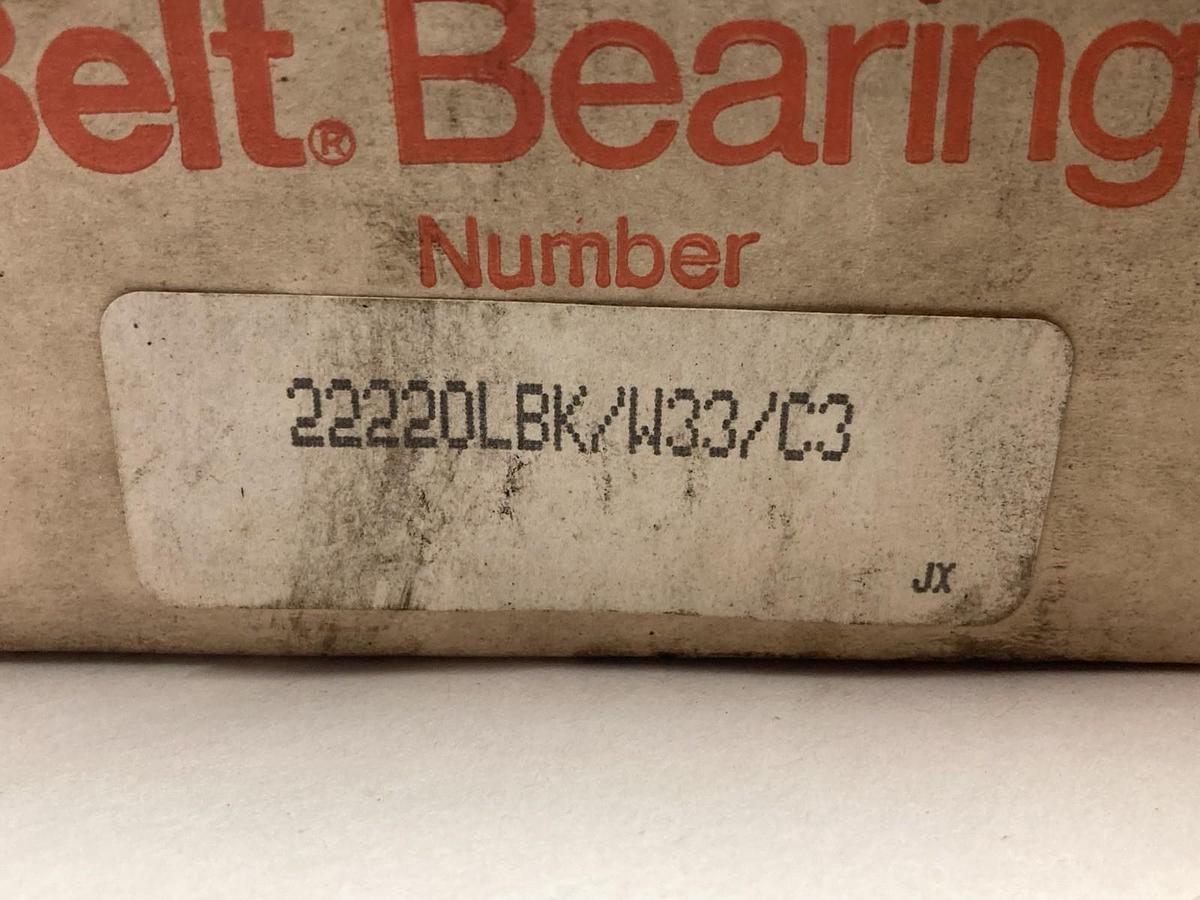 Belt® Bearing
Number
22220LBK/W33/C3
JX